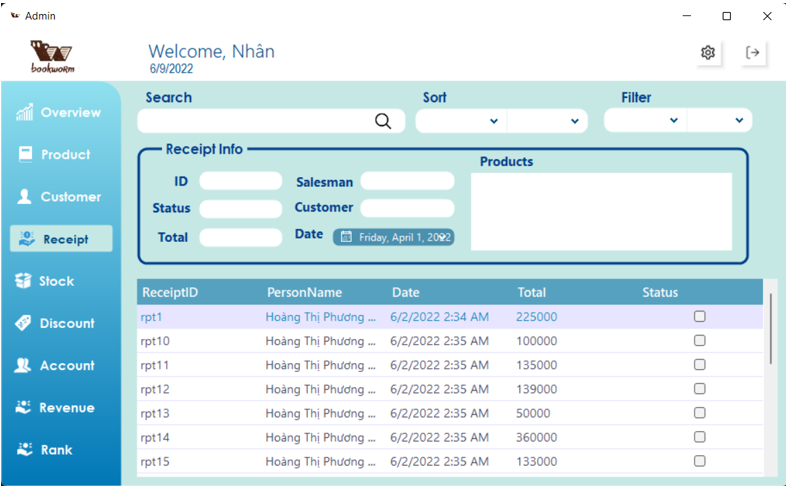 Admin
bookworm
Welcome, Nhân
6/9/2022
Overview
Product
Customer
Receipt
Stock
Discount
Account
Revenue
Rank
Search
Sort
Filter
Receipt Info
ID
Salesman
Products
Status
Customer
Total
Date
Friday, April 1, 2022
ReceiptID PersonName Date Total Status
rpt1 Hoàng Thị Phương ... 6/2/2022 2:34 AM 225000
rpt10 Hoàng Thị Phương ... 6/2/2022 2:35 AM 100000
rpt11 Hoàng Thị Phương ... 6/2/2022 2:35 AM 135000
rpt12 Hoàng Thị Phương ... 6/2/2022 2:35 AM 139000
rpt13 Hoàng Thị Phương ... 6/2/2022 2:35 AM 50000
rpt14 Hoàng Thị Phương ... 6/2/2022 2:35 AM 360000
rpt15 Hoàng Thị Phương ... 6/2/2022 2:35 AM 133000